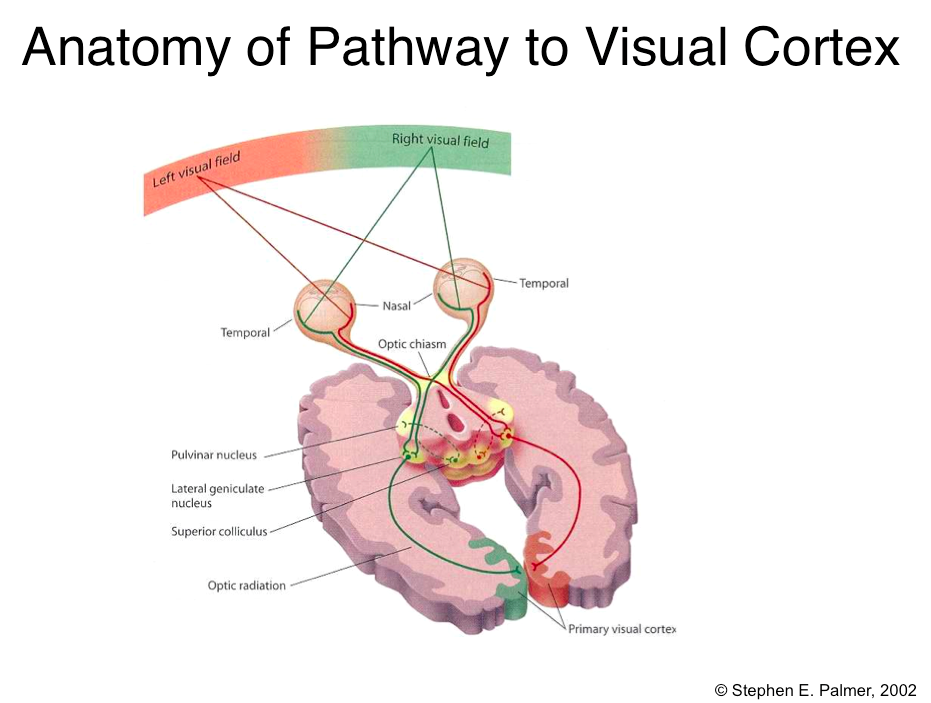 Anatomy of Pathway to Visual Cortex
Right visual field
Left visual field
Temporal
Nasal
Temporal
Optic chiasm
Pulvinar nucleus
Lateral geniculate
nucleus
Superior colliculus
Optic radiation
Primary visual cortex
© Stephen E. Palmer, 2002